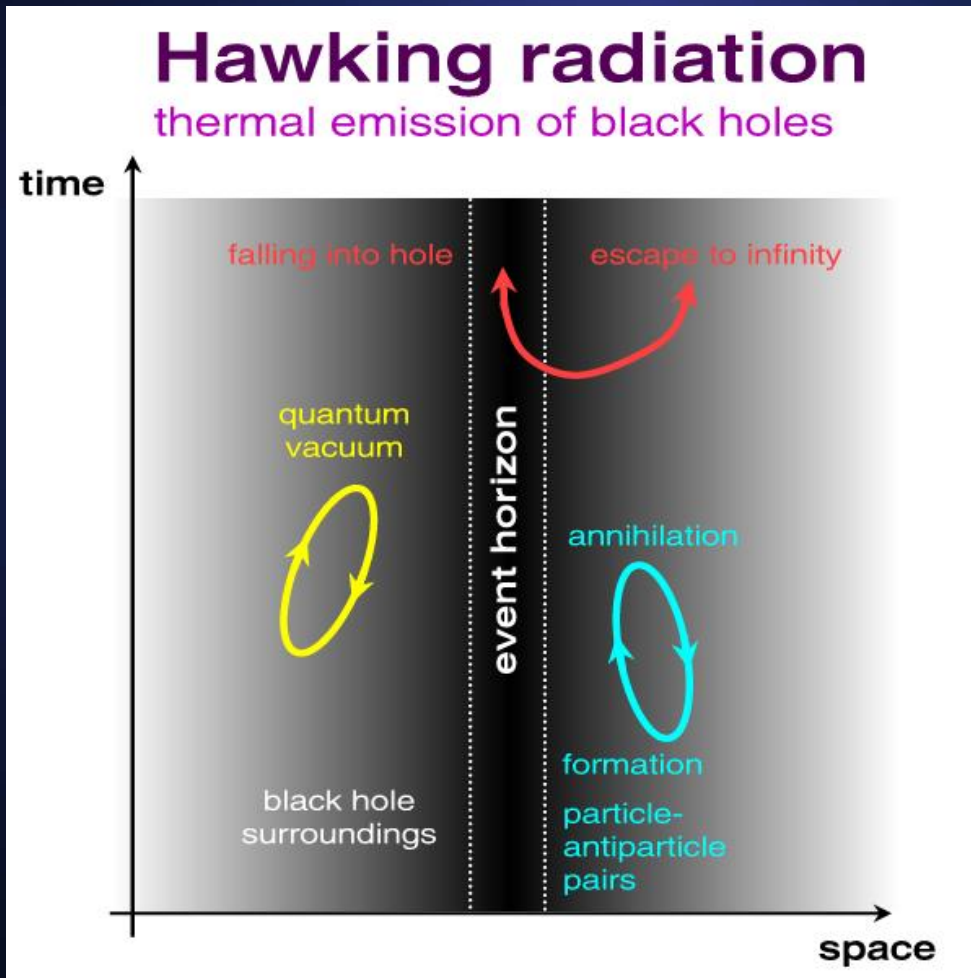 Hawking radiation
thermal emission of black holes
time
falling into hole
escape to infinity
quantum
vacuum
event horizon
annihilation
formation
particle-
antiparticle
pairs
black hole
surroundings
space